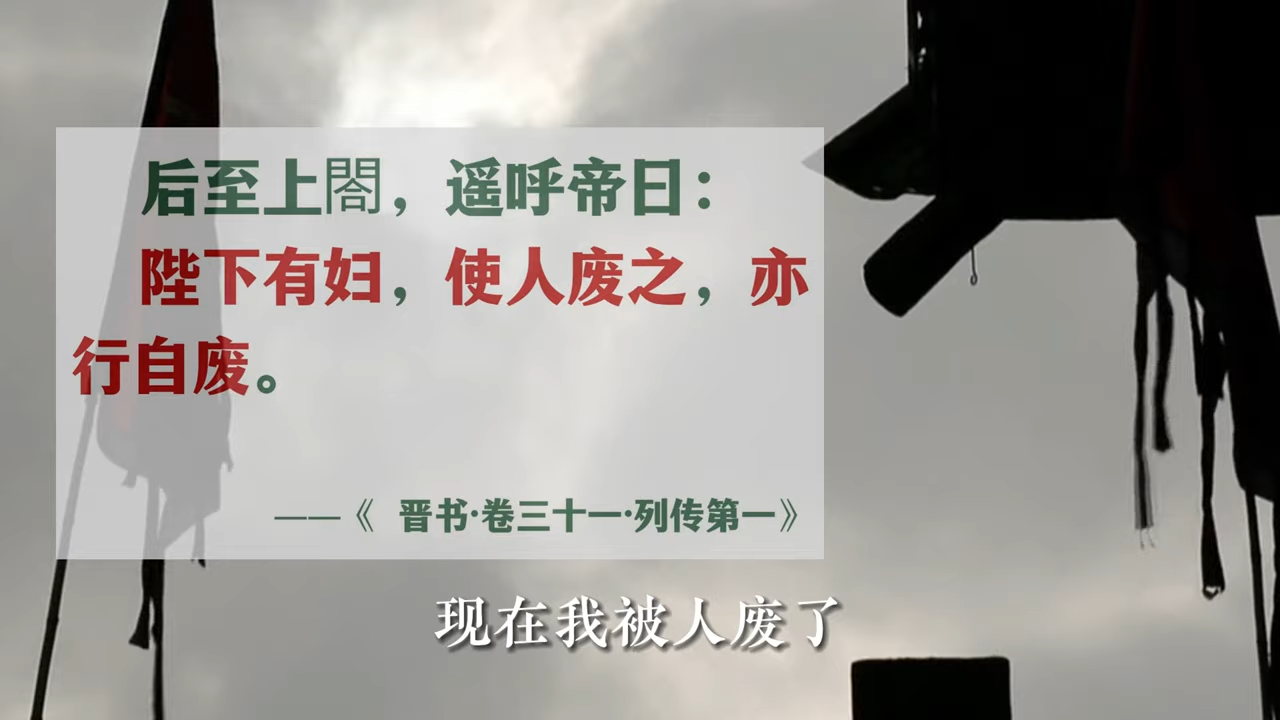 后至上閤，遥呼帝曰：
陛下有妇，使人废之，亦
行自废。
——《 晋书·卷三十一·列传第一》
现在我被人废了